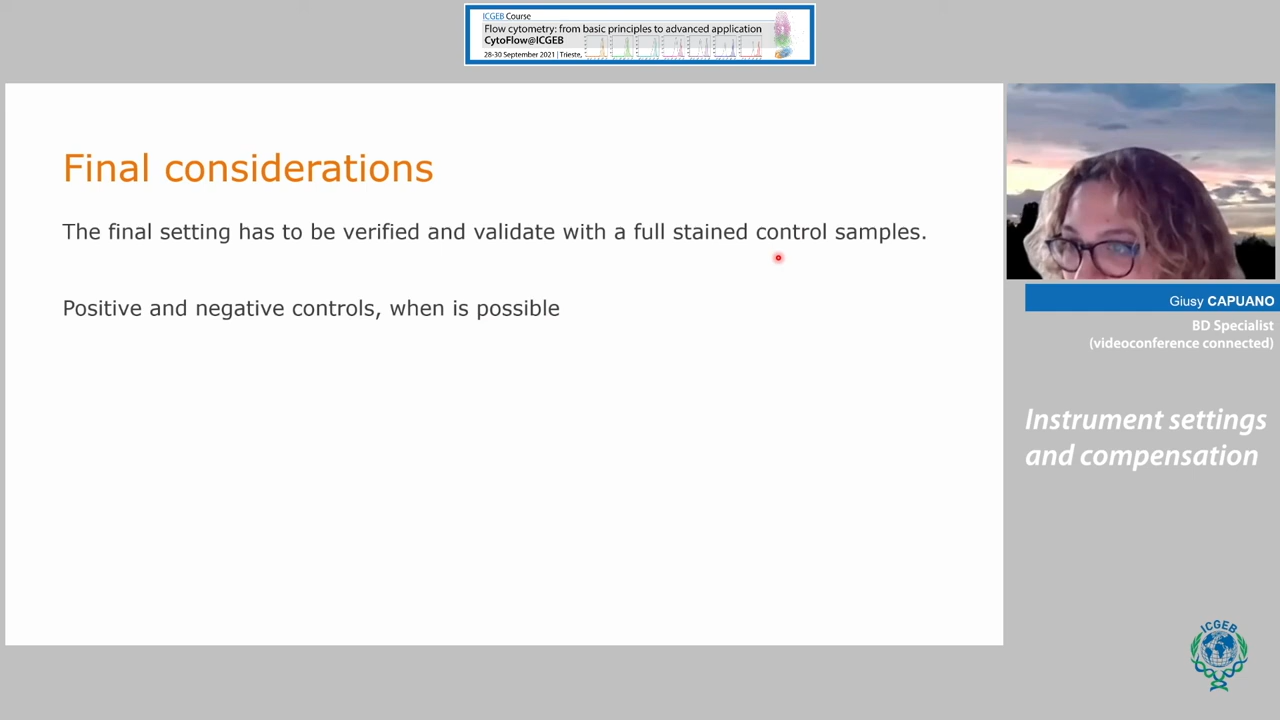 ICGEB Course
Flow cytometry: from basic principles to advanced application
CytoFlow@ICGEB
28-30 September 2021 | Trieste,
Final considerations
The final setting has to be verified and validate with a full stained control samples.
Positive and negative controls, when is possible
Giusy CAPUANO
BD Specialist
(videoconference connected)
Instrument settings
and compensation
ICGEB